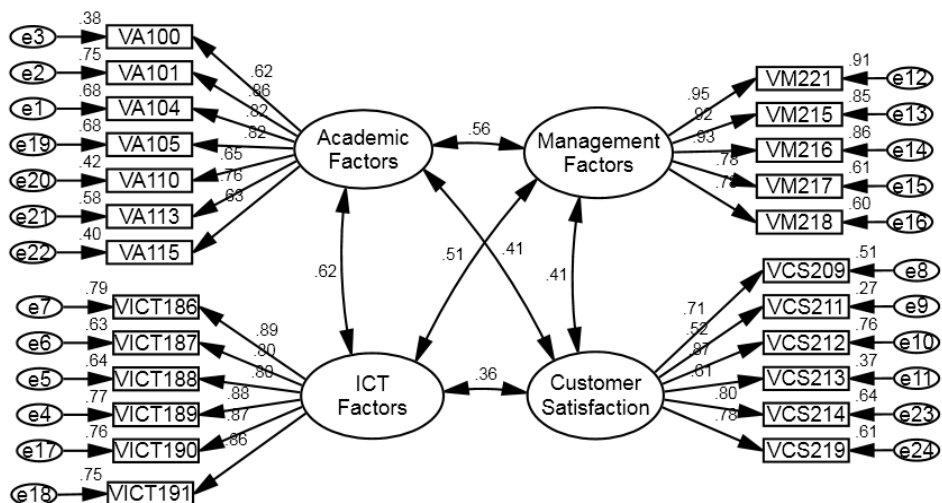 .38
e3 VA100
.75
e2 VA101
.68
e1 VA104
.68
e19 VA105
.42
e20 VA110
.58
e21 VA113
.40
e22 VA115
.62
.86
.82
.82
.65
.76
.63
Academic
Factors
.56
Management
Factors
.95
.92
.93
.78
.91
VM221 e12
.85
VM215 e13
.86
VM216 e14
.61
VM217 e15
.60
VM218 e16
.62
.51
.41
.41
.79
e7 VICT186
.63
e6 VICT187
.64
e5 VICT188
.77
e4 VICT189
.76
e17 VICT190
.75
e18 VICT191
.89
.80
.80
.88
.87
.86
ICT
Factors
.36
Customer
Satisfaction
.71
.52
.87
.61
.80
.78
.51
VCS209 e8
.27
VCS211 e9
.76
VCS212 e10
.37
VCS213 e11
.64
VCS214 e23
.61
VCS219 e24